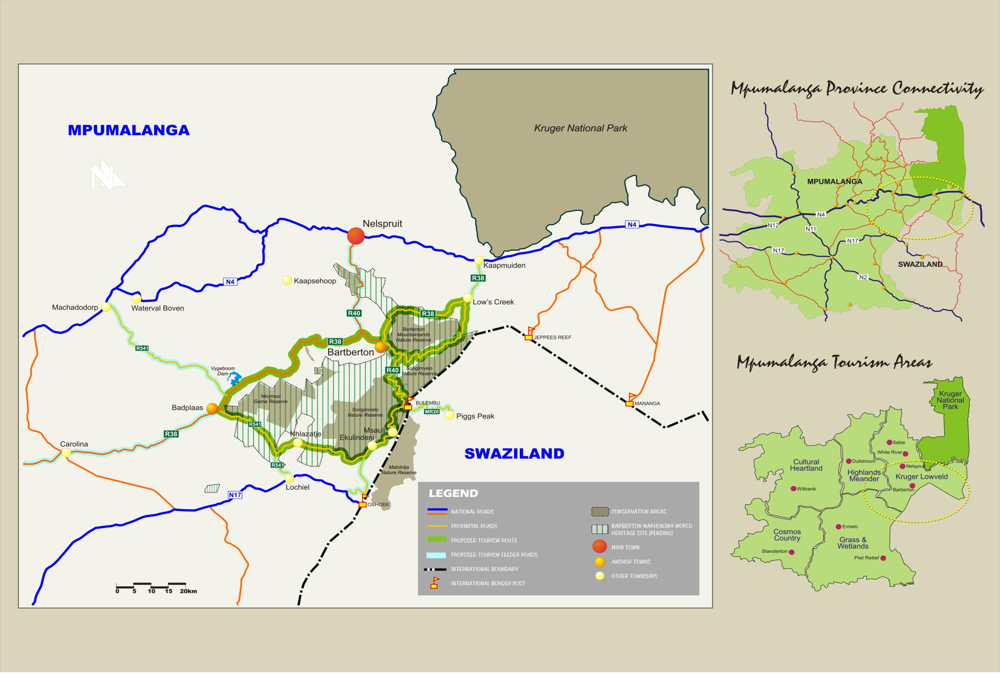 MPUMALANGA
Kruger National Park
N
Nelspruit
N4
Kaapmuiden
R38
Kaapsehoop
N4
Low's Creek
Machadodorp
Waterval Boven
R40
R38
Barberton
Mountainlands
Nature Reserve
JEPPEES REEF
R38
R541
Bartberton
Vygeboom
Dam
R40
Songimvelo
Nature Reserve
Nkomazi
Game Reserve
BULEMBU
MANANGA
Badplaas
Songimvelo
Nature Reserve
MR20
Piggs Peak
R541
Msauli
R38
Nhlazatje
Ekulindeni
Carolina
SWAZILAND
R541
Malolotja
Nature Reserve
Lochiel
N17
OSHOEK
0 5 10 15 20km
LEGEND
NATIONAL ROADS
PROVINCIAL ROADS
PROPOSED TOURISM ROUTE
PROPOSED TOURISM FEEDER ROADS
INTERNATIONAL BOUNDARY
INTERNATIONAL BORDER POST
CONSERVATION AREAS
BARBERTON MAKHONJWA WORLD
HERITAGE SITE (PENDING)
MAIN TOWN
ANCHOR TOWNS
OTHER TOWNSHIPS
Mpumalanga Province Connectivity
MPUMALANGA
N4
N12
N11
N17
N17
SWAZILAND
N2
Mpumalanga Tourism Areas
Kruger
National
Park
Sabie
White River
Dullstroom
Nelspruit
Cultural
Heartland
Highlands
Meander
Kruger Lowveld
Witbank
Barberton
Ermelo
Cosmos
Country
Grass &
Wetlands
Standerton
Piet Retief